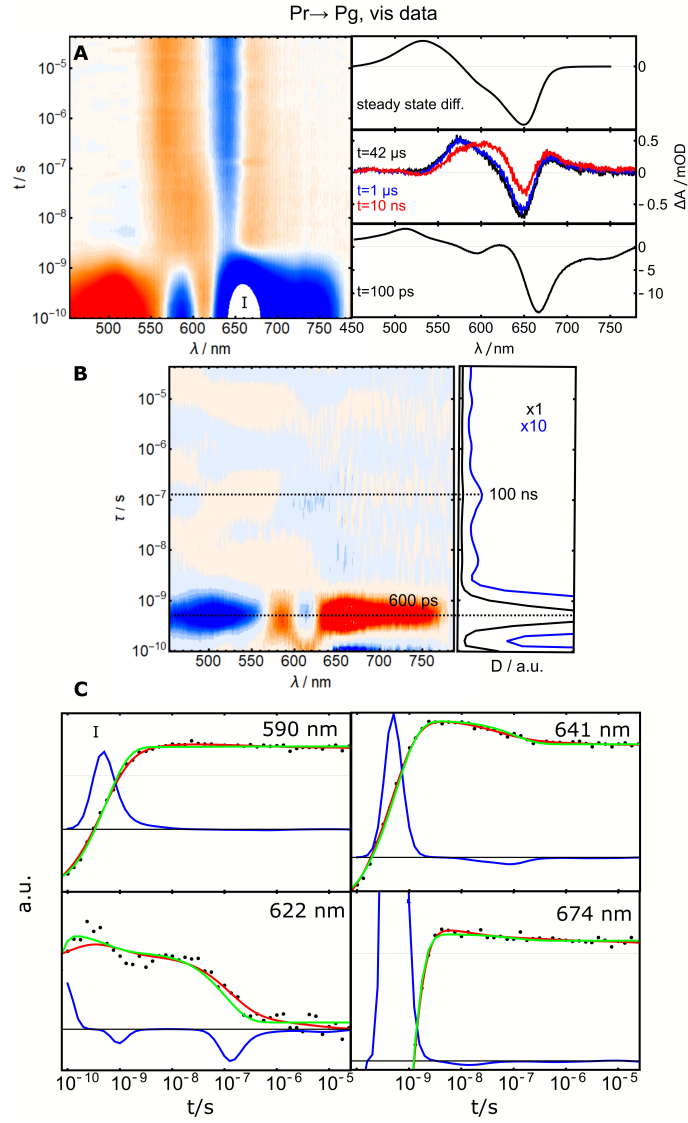 Pr→ Pg, vis data
A
t / s
10⁻⁵
10⁻⁶
10⁻⁷
10⁻⁸
10⁻⁹
10⁻¹⁰
I
500 550 600 650 700 750
λ / nm
steady state diff.
0
t=42 µs
t=1 µs
t=10 ns
0.5
0
- 0.5
ΔA / mOD
t=100 ps
0
- 5
- 10
450 500 550 600 650 700 750
λ / nm
B
τ / s
10⁻⁵
10⁻⁶
10⁻⁷
10⁻⁸
10⁻⁹
10⁻¹⁰
600 ps
500 550 600 650 700 750
λ / nm
x1
x10
100 ns
D / a.u.
C
a.u.
I
590 nm
641 nm
622 nm
674 nm
10⁻¹⁰ 10⁻⁹ 10⁻⁸ 10⁻⁷ 10⁻⁶ 10⁻⁵
t/s
10⁻⁹ 10⁻⁸ 10⁻⁷ 10⁻⁶ 10⁻⁵
t/s